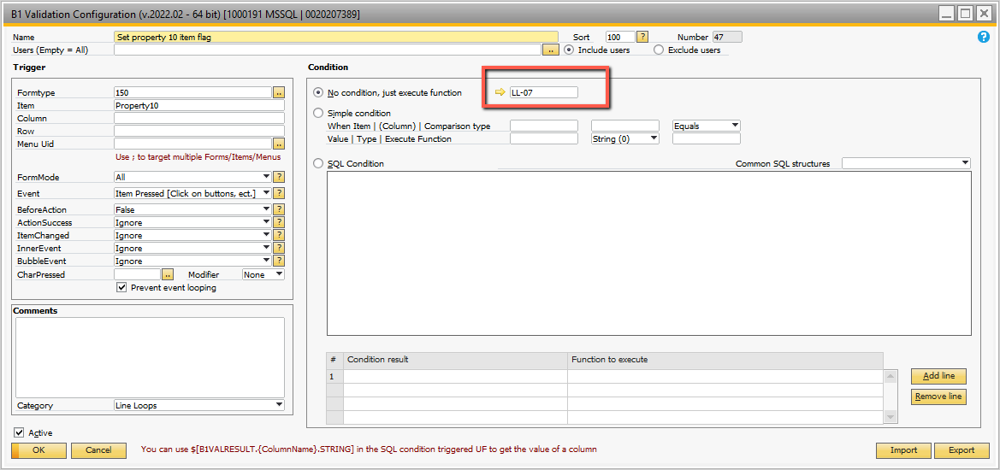 B1 Validation Configuration (v.2022.02 - 64 bit) [1000191 MSSQL | 0020207389]
Name Set property 10 item flag Sort 100 ? Number 47 ?
Users (Empty = All) .. Include users Exclude users
Trigger
Formtype 150 ..
Item Property10
Column
Row
Menu Uid ..
Use ; to target multiple Forms/Items/Menus
FormMode All ?
Event Item Pressed [Click on buttons, ect.] ?
BeforeAction False ?
ActionSuccess Ignore ?
ItemChanged Ignore ?
InnerEvent Ignore ?
BubbleEvent Ignore ?
CharPressed .. Modifier None
Prevent event looping
Comments
Category Line Loops
Condition
No condition, just execute function LL-07
Simple condition
When Item | (Column) | Comparison type Equals
Value | Type | Execute Function String (0)
SQL Condition Common SQL structures
# Condition result Function to execute
1
Add line
Remove line
Active
OK Cancel You can use $[B1VALRESULT.{ColumnName}.STRING] in the SQL condition triggered UF to get the value of a column Import Export